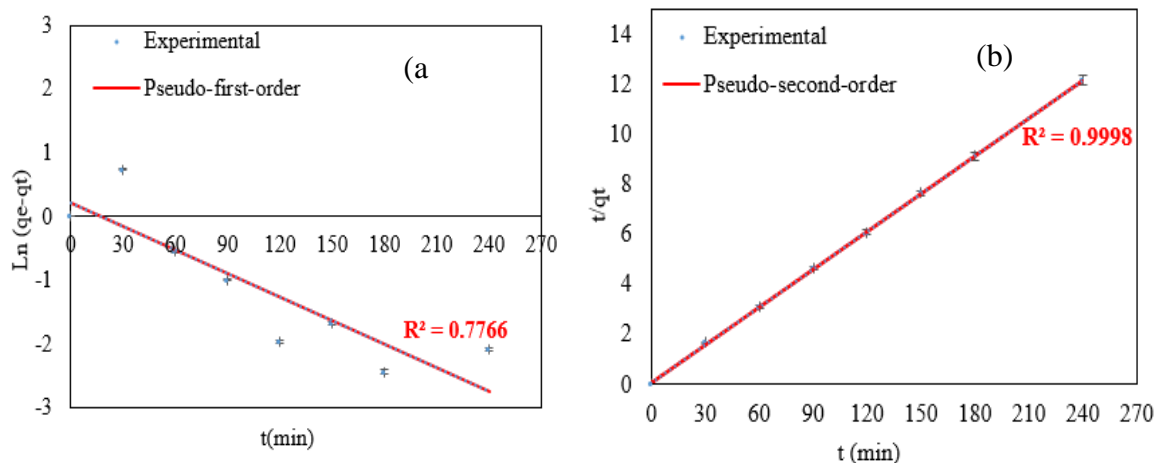 Experimental
Pseudo-first-order
(a
3
2
1
0
-1
-2
-3
Ln (qe-qt)
0 30 60 90 120 150 180 210 240 270
R² = 0.7766
t(min)
Experimental
Pseudo-second-order
(b)
14
12
10
8
6
4
2
0
t/qt
R² = 0.9998
0 30 60 90 120 150 180 210 240 270
t (min)